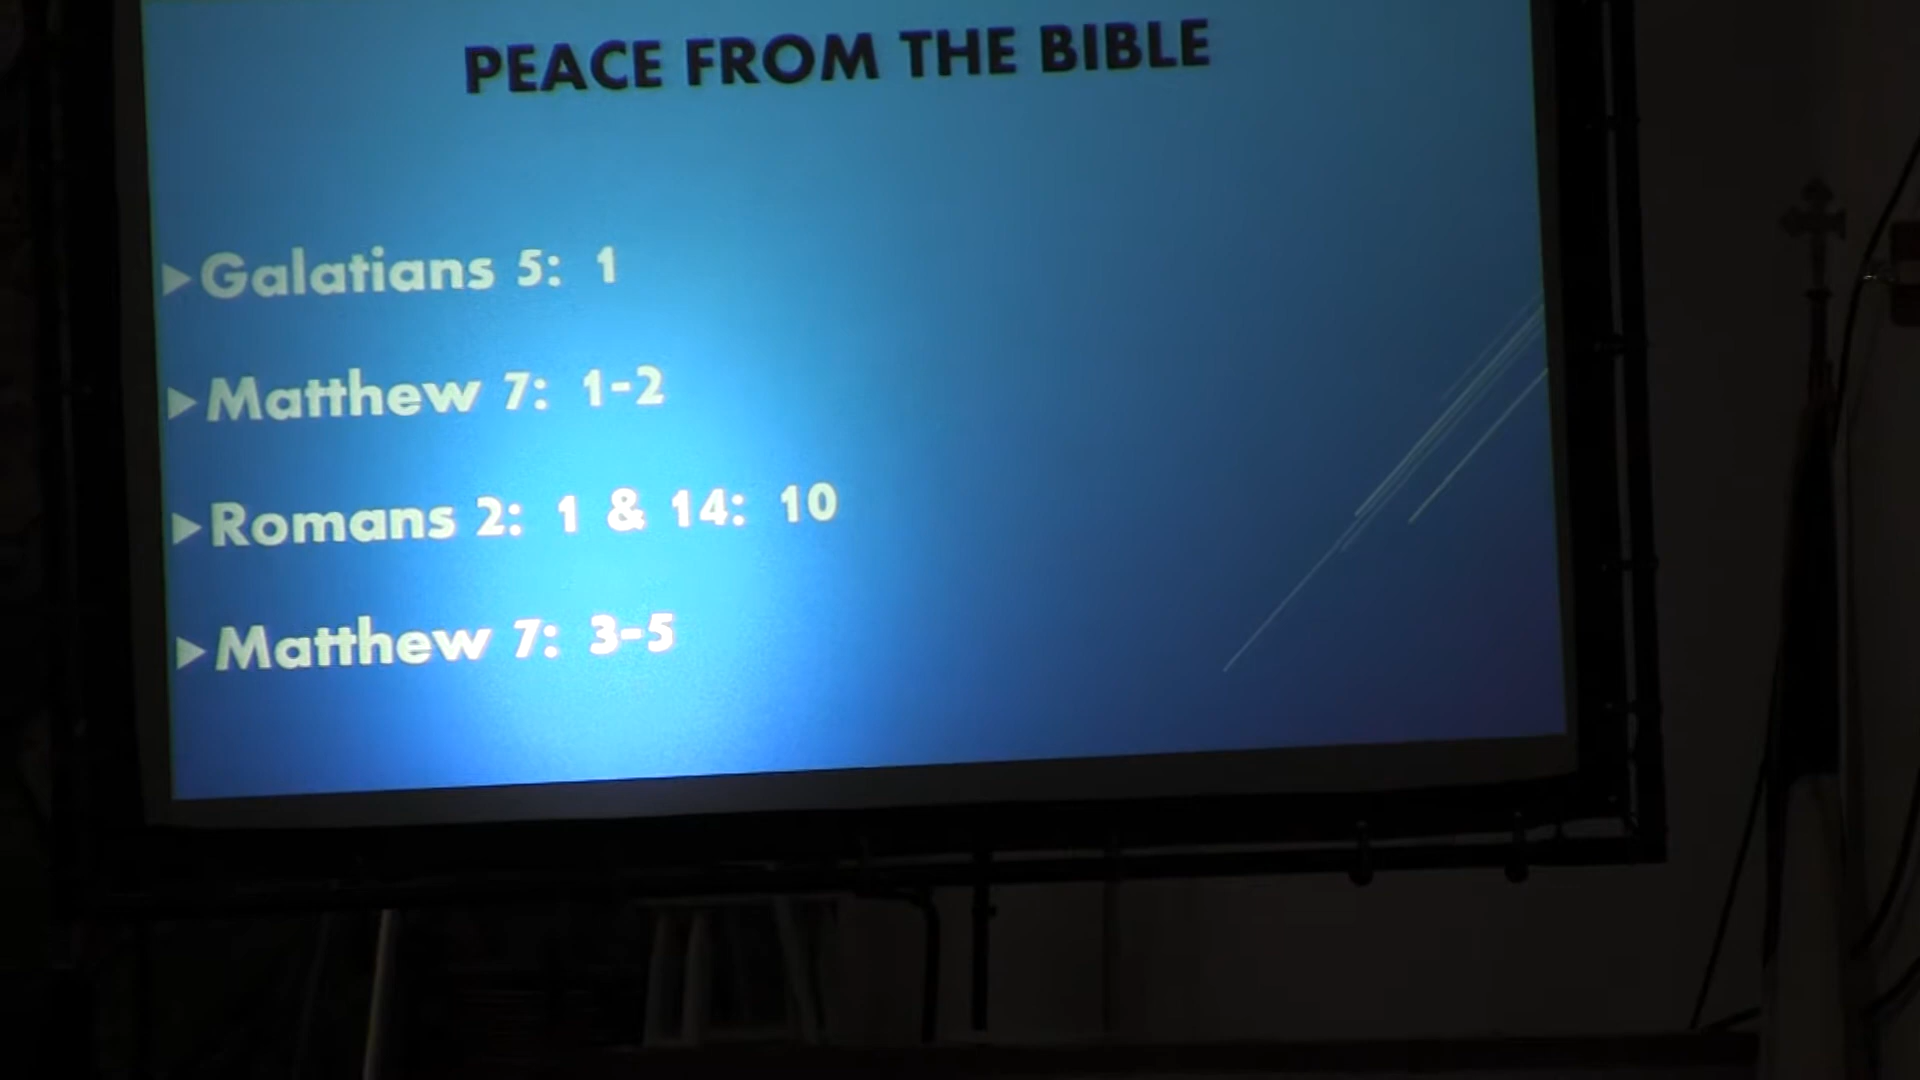 PEACE FROM THE BIBLE
Galatians 5: 1
Matthew 7: 1-2
Romans 2: 1 & 14: 10
Matthew 7: 3-5